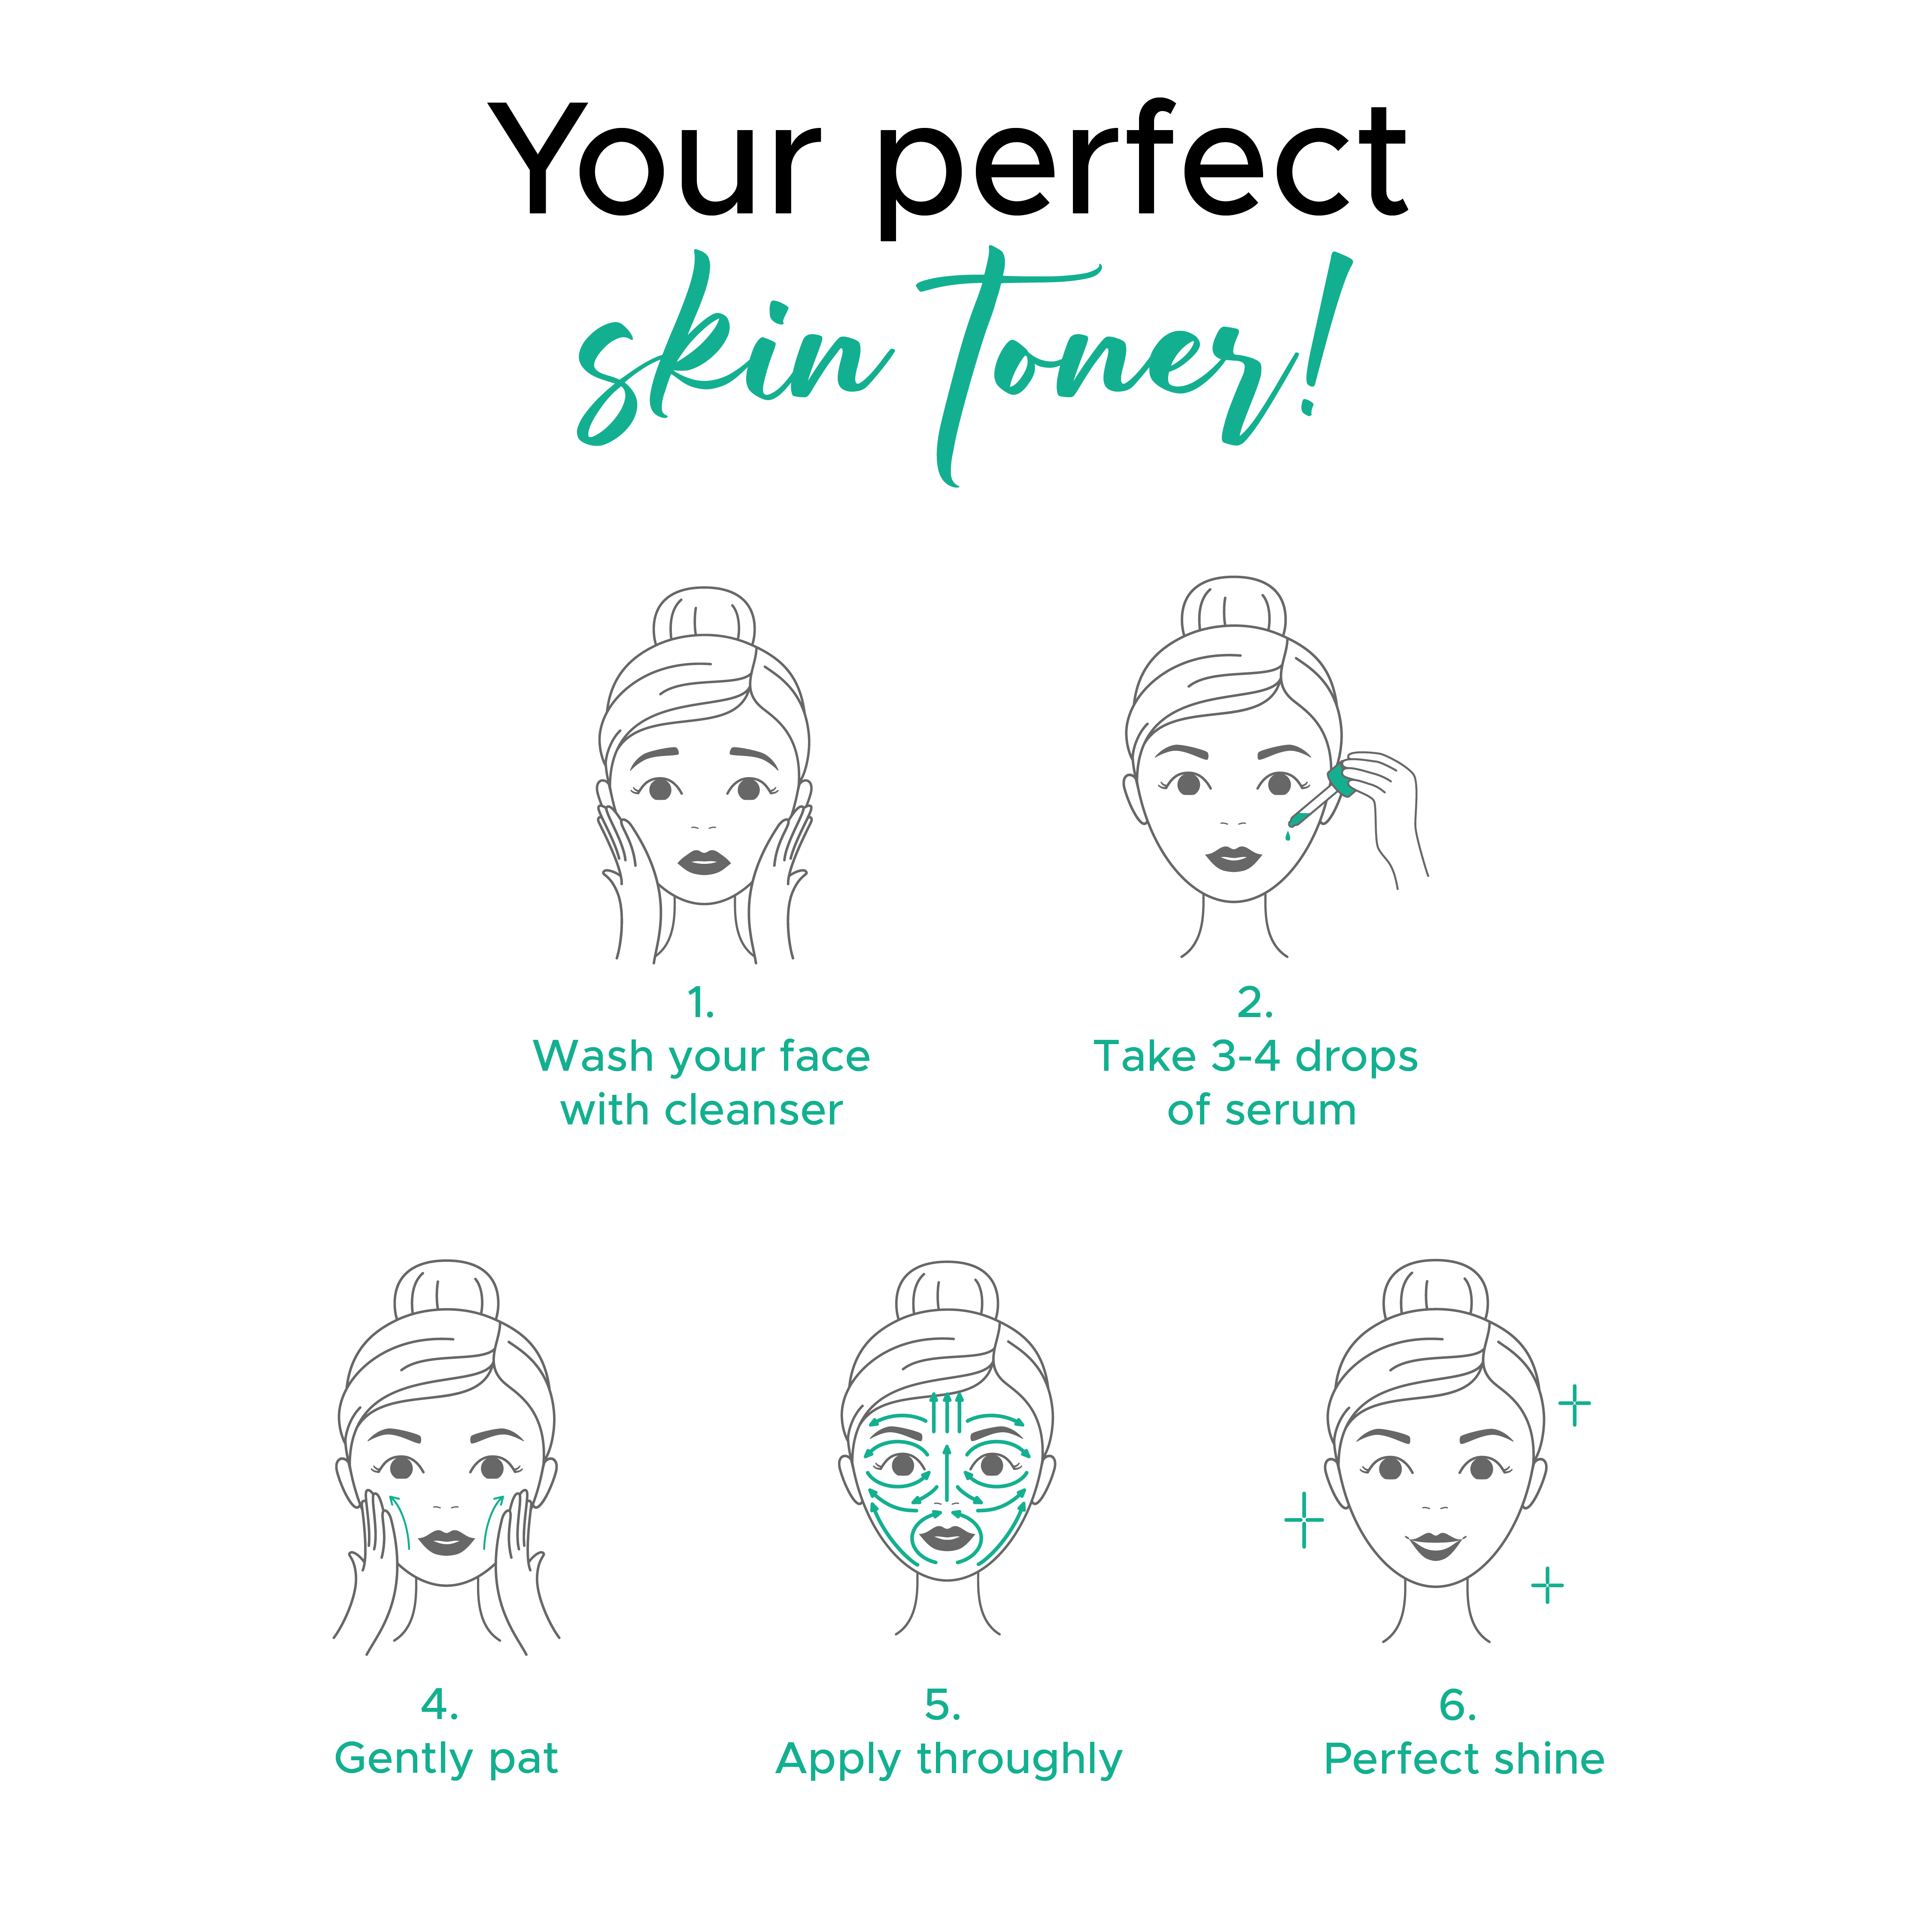 Your perfect
skin Toner!
1.
Wash your face
with cleanser
2.
Take 3-4 drops
of serum
4.
Gently pat
5.
Apply throughly
6.
Perfect shine